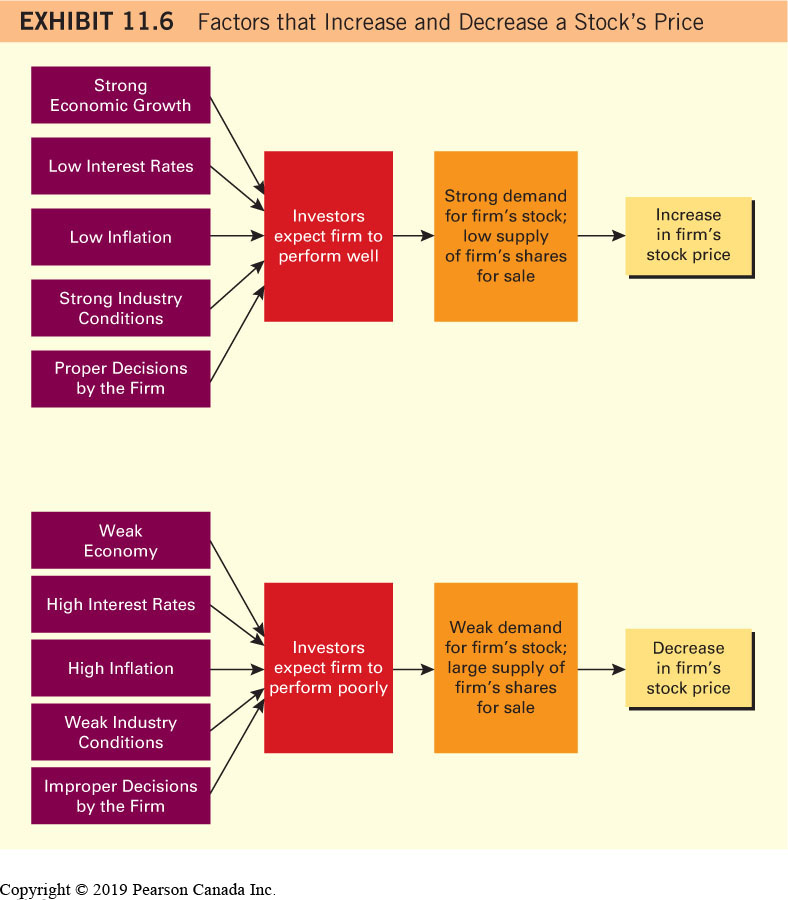 EXHIBIT 11.6 Factors that Increase and Decrease a Stock's Price
Strong
Economic Growth
Low Interest Rates
Low Inflation
Strong Industry
Conditions
Proper Decisions
by the Firm
Investors
expect firm to
perform well
Strong demand
for firm's stock;
low supply
of firm's shares
for sale
Increase
in firm's
stock price
Weak
Economy
High Interest Rates
High Inflation
Weak Industry
Conditions
Improper Decisions
by the Firm
Investors
expect firm to
perform poorly
Weak demand
for firm's stock;
large supply of
firm's shares
for sale
Decrease
in firm's
stock price
Copyright © 2019 Pearson Canada Inc.